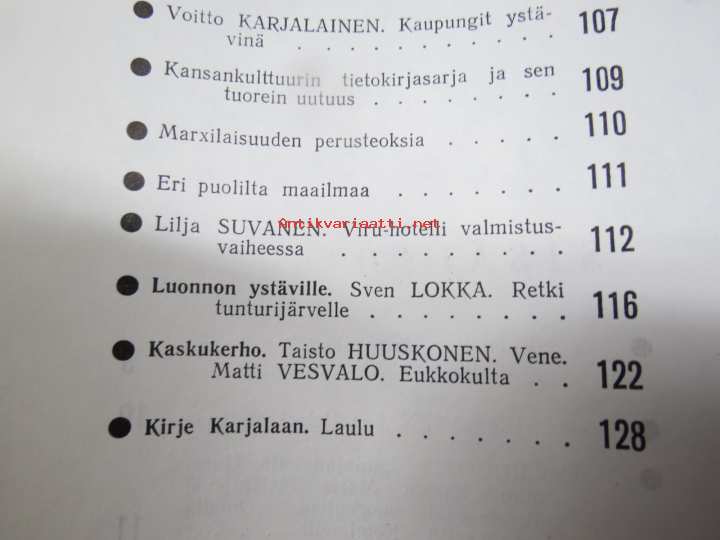 ● Voitto KARJALAINEN. Kaupungit ystä-
vinä . . . . . . . . . . 107
● Kansankulttuurin tietokirjasarja ja sen
tuorein uutuus . . . . . . . . 109
● Marxilaisuuden perusteoksia . . . . . 110
● Eri puolilta maailmaa . . . . . . 111
● Lilja SUVANEN. Viru-hotelli valmistus-
Antikvariaatti.net
vaiheessa . . . . . . . . . 112
● Luonnon ystäville. Sven LOKKA. Retki
tunturijärvelle . . . . . . . . 116
● Kaskukerho. Taisto HUUSKONEN. Vene.
Matti VESVALO. Eukkokulta . . 122
● Kirje Karjalaan. Laulu . . . . . . . 128